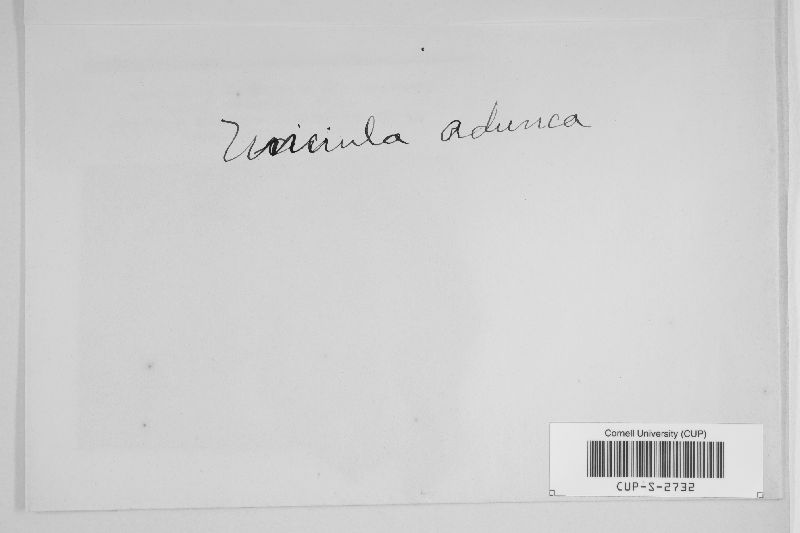 Uncinula adunca
Cornell University (CUP)
CUP-S-2732